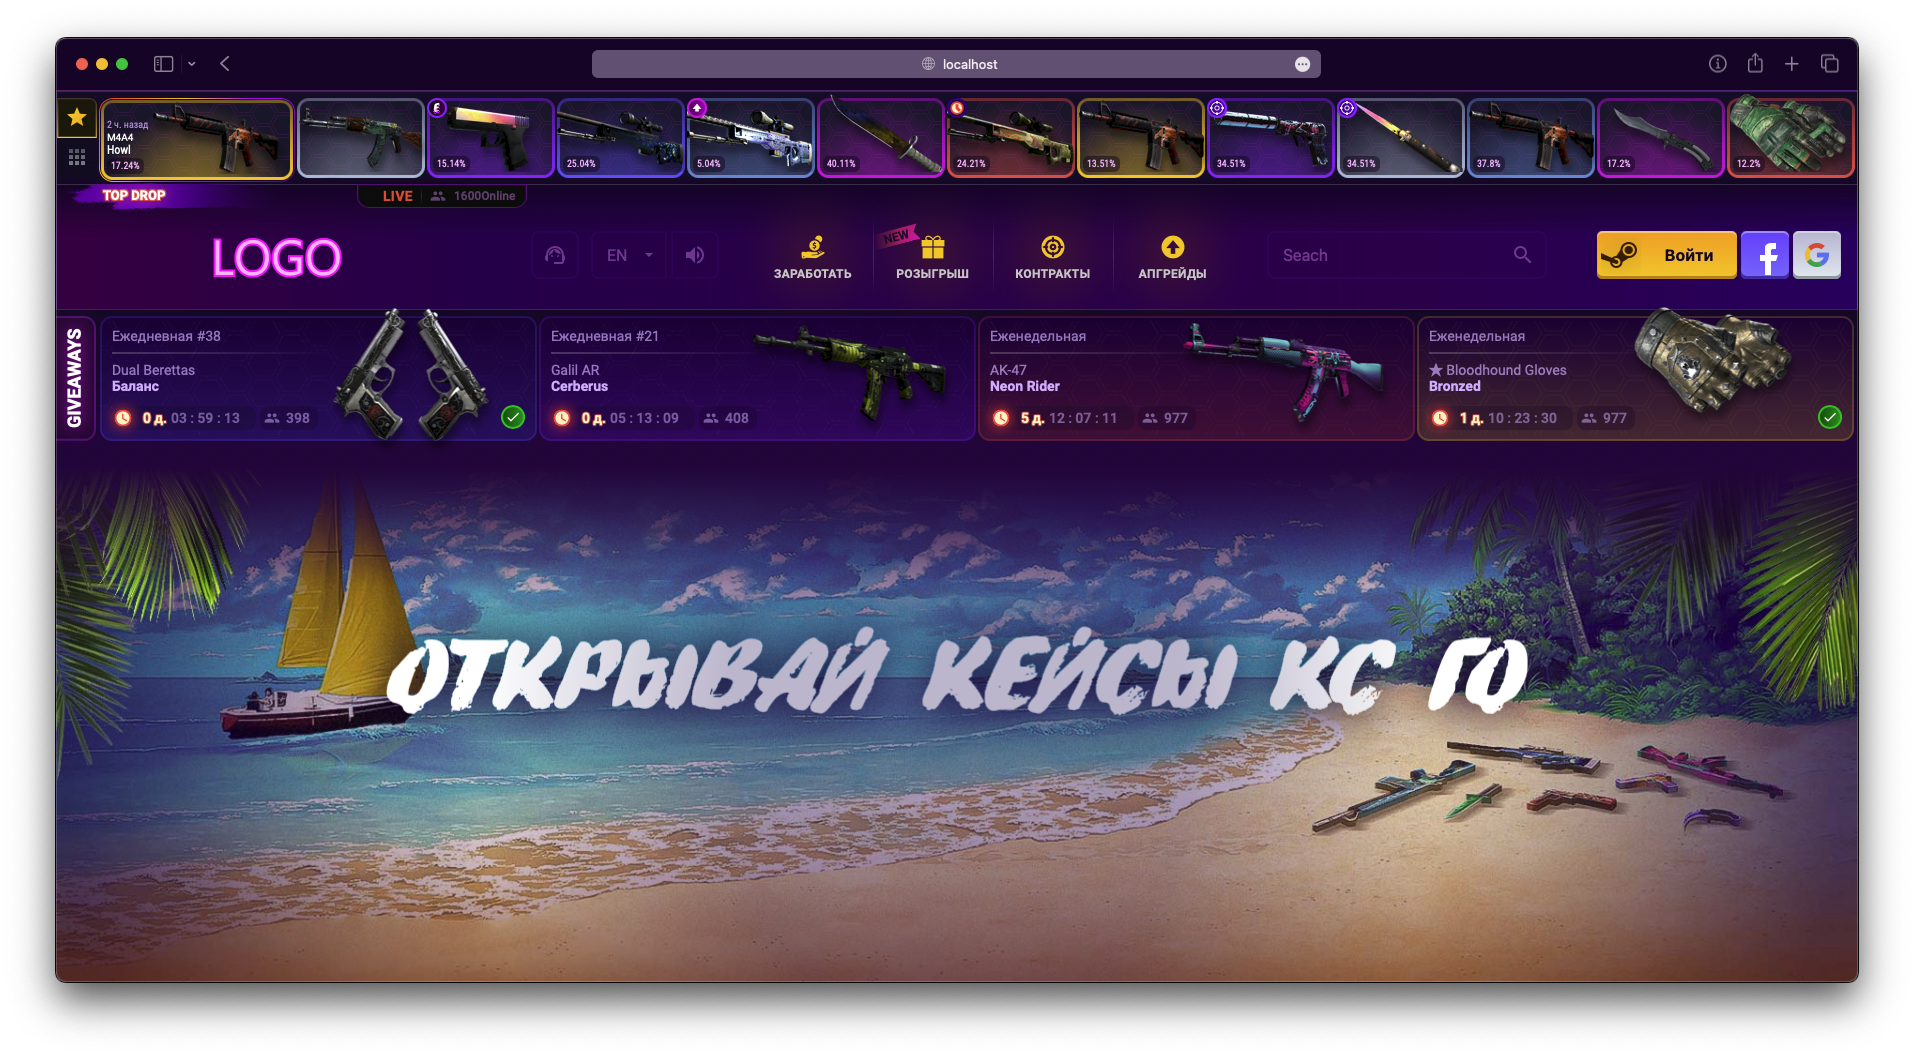 localhost
2 ч. назад
M4A4
Howl
17.24%
15.14%
25.04%
5.04%
40.11%
24.21%
13.51%
34.51%
34.51%
37.8%
17.2%
12.2%
TOP DROP
LIVE
1600Online
LOGO
EN
ЗАРАБОТАТЬ
NEW
РОЗЫГРЫШ
КОНТРАКТЫ
АПГРЕЙДЫ
Seach
Войти
GIVEAWAYS
Ежедневная #38
Dual Berettas
Баланс
0 д. 03 : 59 : 13
398
Ежедневная #21
Galil AR
Cerberus
0 д. 05 : 13 : 09
408
Еженедельная
AK-47
Neon Rider
5 д. 12 : 07 : 11
977
Еженедельная
★ Bloodhound Gloves
Bronzed
1 д. 10 : 23 : 30
977
ОТКРЫВАЙ КЕЙСЫ КС ГО